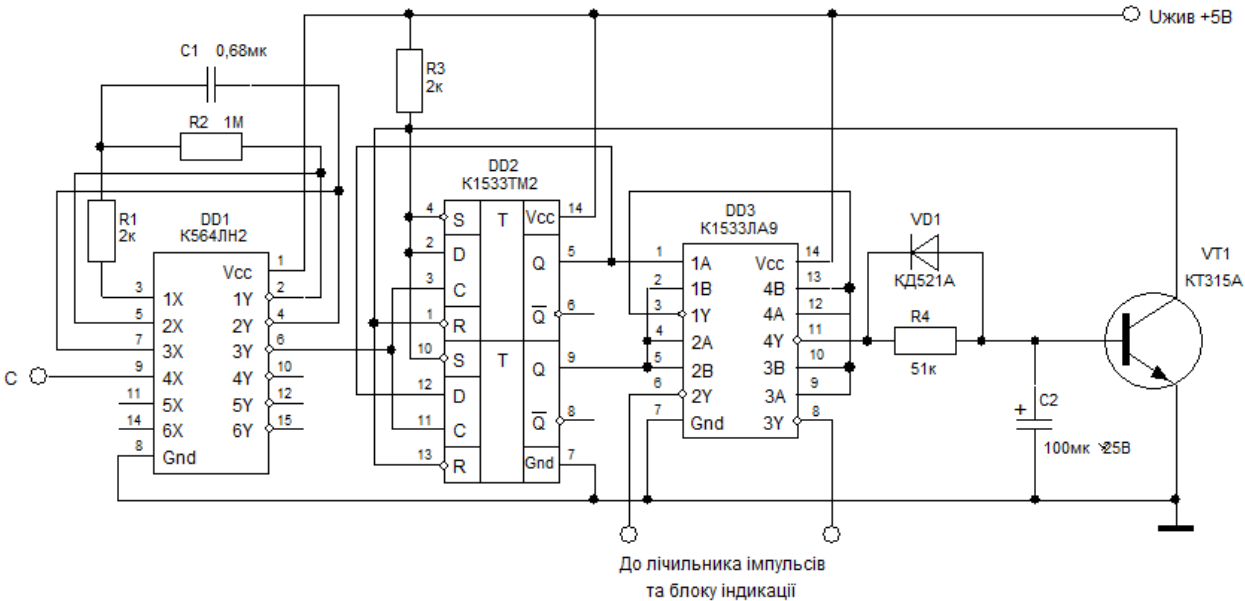 Uжив +5В
C1 0,68мк
R3
2к
R2 1М
DD2
К1533ТМ2
R1
2к
DD1
К564ЛН2
DD3
К1533ЛА9
VD1
КД521А
VT1
КТ315А
Vcc 1
3 1X 1Y 2
5 2X 2Y 4
7 3X 3Y 6
C 9 4X 4Y 10
11 5X 5Y 12
14 6X 6Y 15
8 Gnd
4 S T Vcc 14
2 D Q 5
3 C
1 R Q 6
10 S T Q 9
12 D
11 C Q 8
13 R Gnd 7
1 1A Vcc 14
2 1B 4B 13
3 1Y 4A 12
4 2A 4Y 11
5 2B 3B 10
6 2Y 3A 9
7 Gnd 3Y 8
R4
51к
+ C2
100мк ×25В
До лічильника імпульсів
та блоку індикації